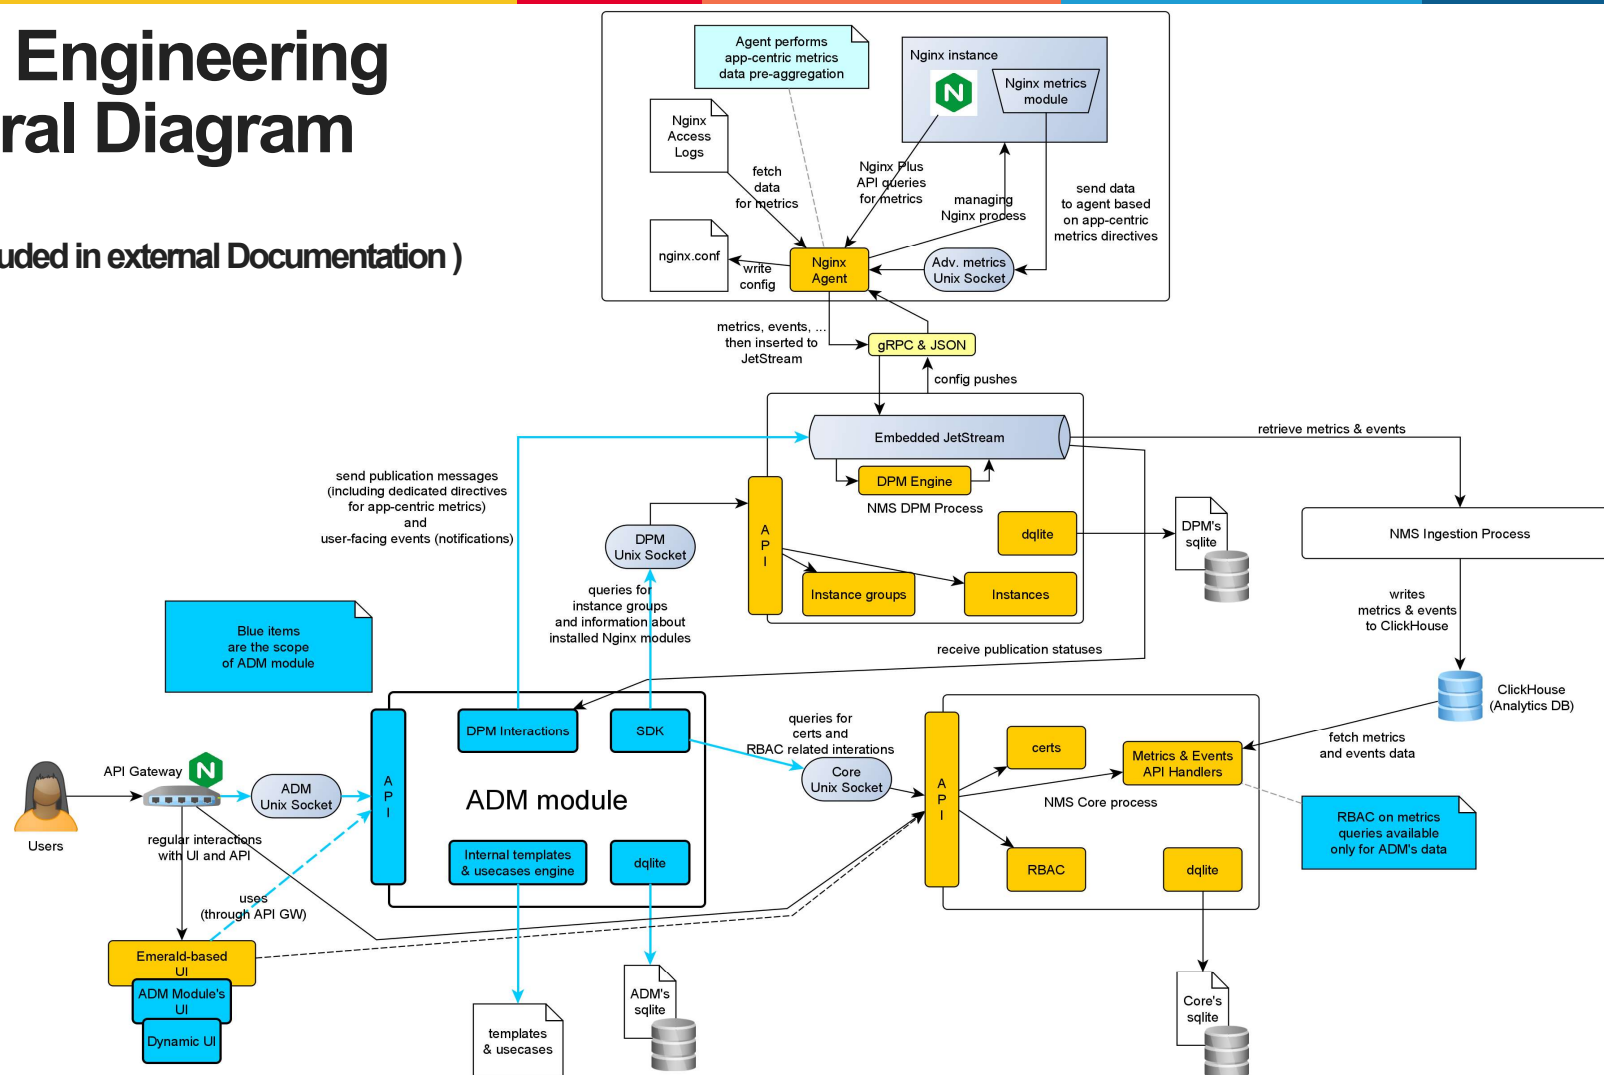 Engineering
ral Diagram
uded in external Documentation )
Agent performs
app-centric metrics
data pre-aggregation
Nginx instance
N
Nginx metrics
module
Nginx
Access
Logs
fetch
data
for metrics
Nginx Plus
API queries
for metrics
managing
Nginx process
send data
to agent based
on app-centric
metrics directives
nginx.conf
write
config
Nginx
Agent
Adv. metrics
Unix Socket
metrics, events, ...
then inserted to
JetStream
gRPC & JSON
config pushes
Embedded JetStream
retrieve metrics & events
DPM Engine
NMS DPM Process
send publication messages
(including dedicated directives
for app-centric metrics)
and
user-facing events (notifications)
DPM
Unix Socket
A
P
I
dqlite
DPM's
sqlite
NMS Ingestion Process
Instance groups
Instances
queries for
instance groups
and information about
installed Nginx modules
writes
metrics & events
to ClickHouse
Blue items
are the scope
of ADM module
receive publication statuses
ClickHouse
(Analytics DB)
DPM Interactions
SDK
queries for
certs and
RBAC related interations
fetch metrics
and events data
certs
Metrics & Events
API Handlers
API Gateway
N
ADM
Unix Socket
A
P
I
ADM module
Core
Unix Socket
A
P
I
NMS Core process
RBAC on metrics
queries available
only for ADM's data
Users
regular interactions
with UI and API
Internal templates
& usecases engine
dqlite
RBAC
dqlite
uses
(through API GW)
Emerald-based
UI
ADM Module's
UI
Dynamic UI
templates
& usecases
ADM's
sqlite
Core's
sqlite